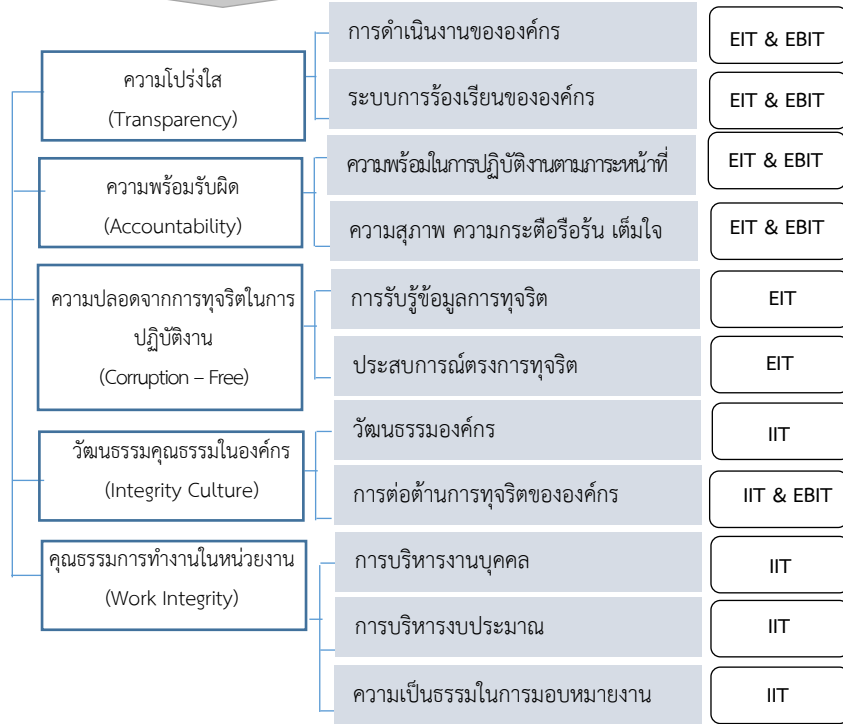 ความโปร่งใส
(Transparency)
การดำเนินงานขององค์กร
EIT & EBIT
ระบบการร้องเรียนขององค์กร
EIT & EBIT
ความพร้อมรับผิด
(Accountability)
ความพร้อมในการปฏิบัติงานตามภาระหน้าที่
EIT & EBIT
ความสุภาพ ความกระตือรือร้น เต็มใจ
EIT & EBIT
ความปลอดจากการทุจริตในการ
ปฏิบัติงาน
(Corruption – Free)
การรับรู้ข้อมูลการทุจริต
EIT
ประสบการณ์ตรงการทุจริต
EIT
วัฒนธรรมคุณธรรมในองค์กร
(Integrity Culture)
วัฒนธรรมองค์กร
IIT
การต่อต้านการทุจริตขององค์กร
IIT & EBIT
คุณธรรมการทำงานในหน่วยงาน
(Work Integrity)
การบริหารงานบุคคล
IIT
การบริหารงบประมาณ
IIT
ความเป็นธรรมในการมอบหมายงาน
IIT